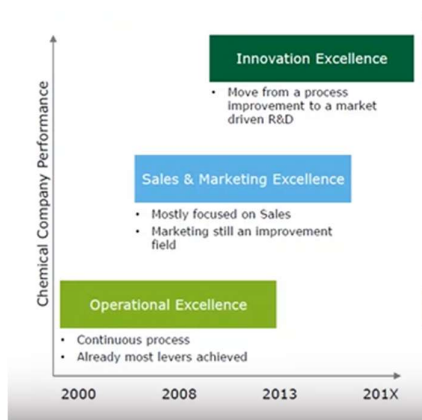 Innovation Excellence
• Move from a process
improvement to a market
driven R&D
Chemical Company Performance
Sales & Marketing Excellence
• Mostly focused on Sales
• Marketing still an improvement
field
Operational Excellence
• Continuous process
• Already most levers achieved
2000 2008 2013 201X